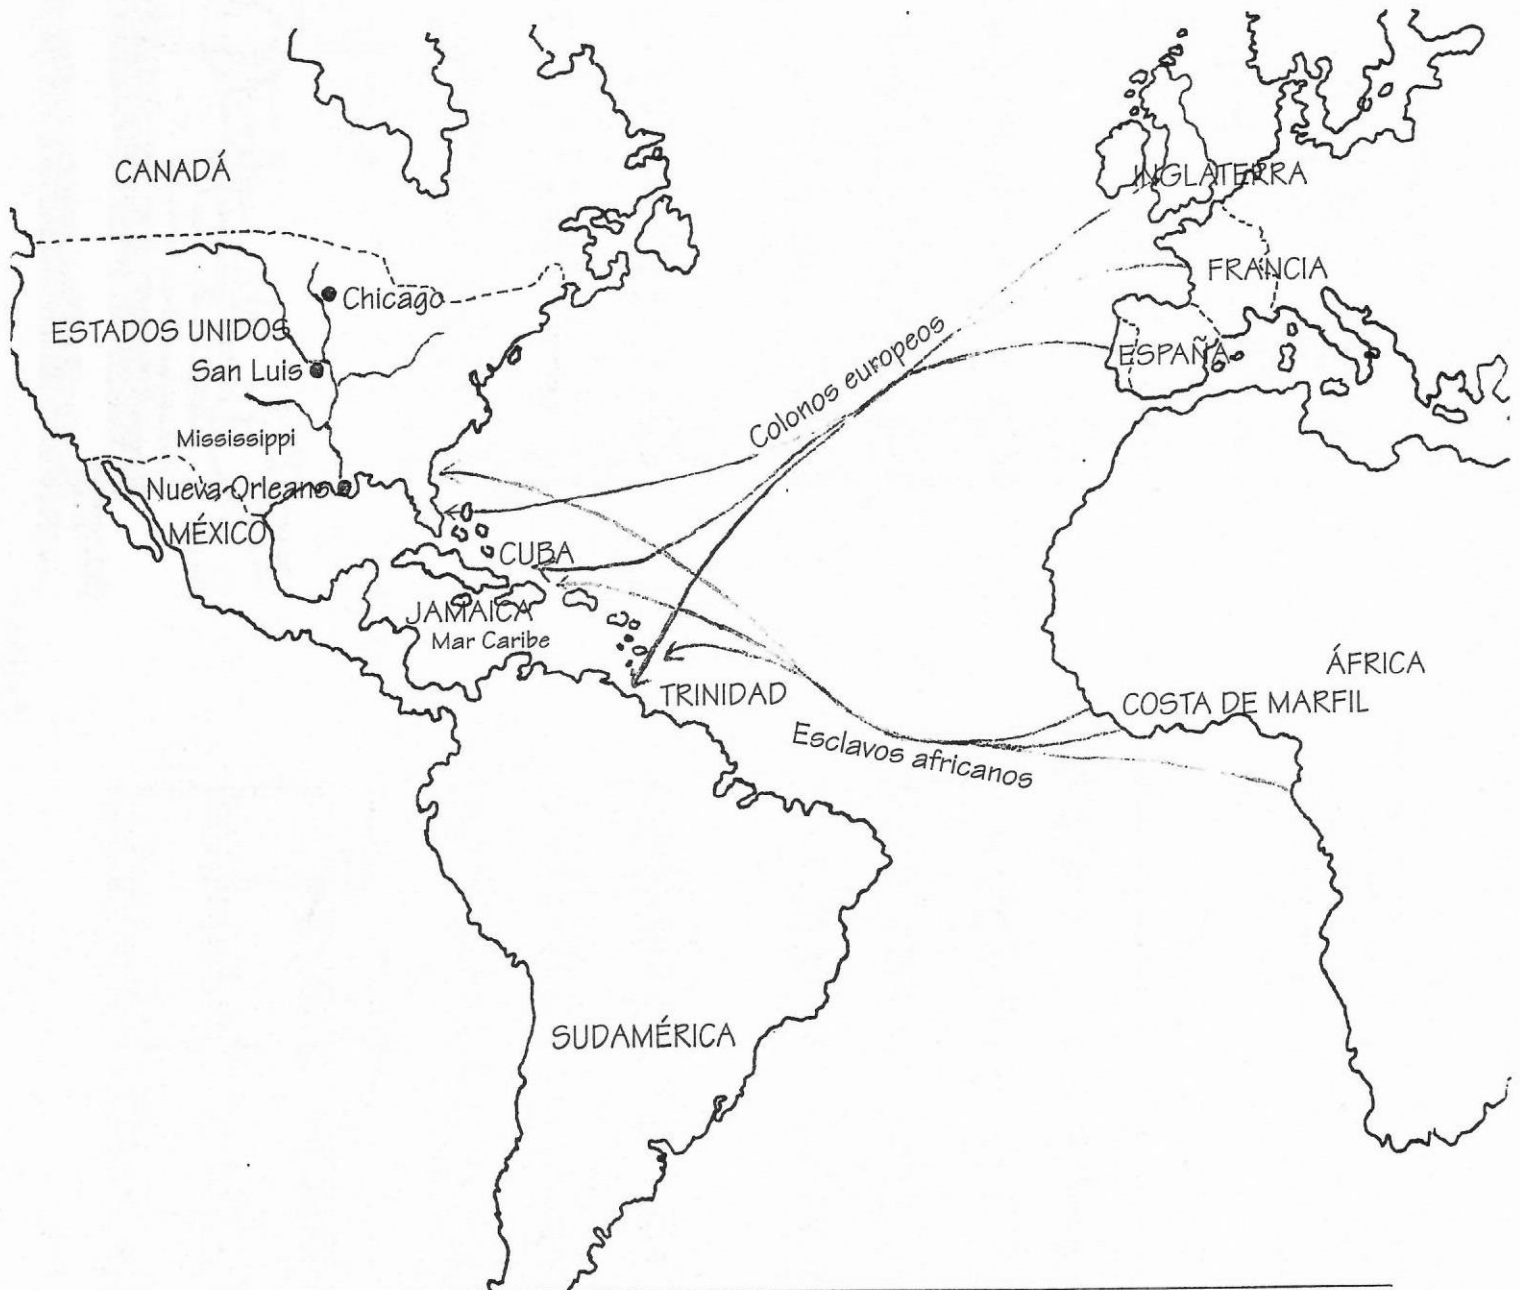 CANADÁ
INGLATERRA
FRANCIA
Chicago
ESTADOS UNIDOS
San Luis
ESPAÑA
Colonos europeos
Mississippi
Nueva Orleans
MÉXICO
CUBA
JAMAICA
Mar Caribe
TRINIDAD
ÁFRICA
COSTA DE MARFIL
Esclavos africanos
SUDAMÉRICA